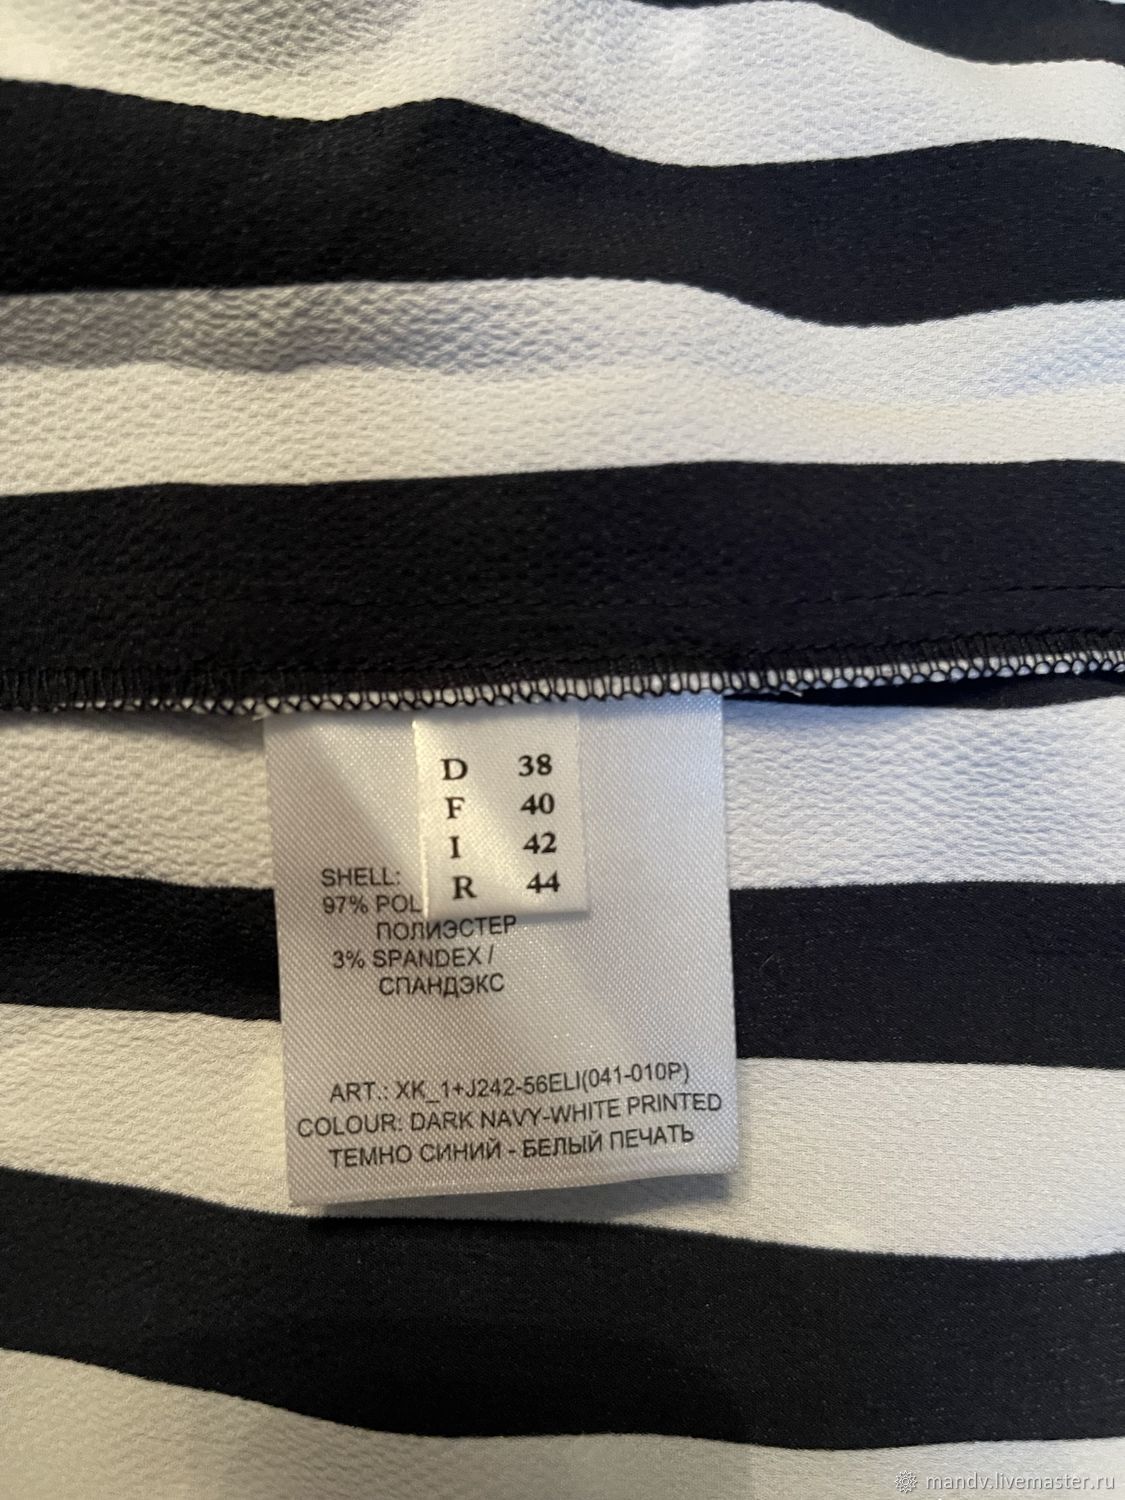 D 38
F 40
I 42
R 44
SHELL:
97% POL
ПОЛИЭСТЕР
3% SPANDEX /
СПАНДЭКС
ART.: XK_1+J242-56ELI(041-010P)
COLOUR: DARK NAVY-WHITE PRINTED
ТЕМНО СИНИЙ - БЕЛЫЙ ПЕЧАТЬ
mandv.livemaster.ru